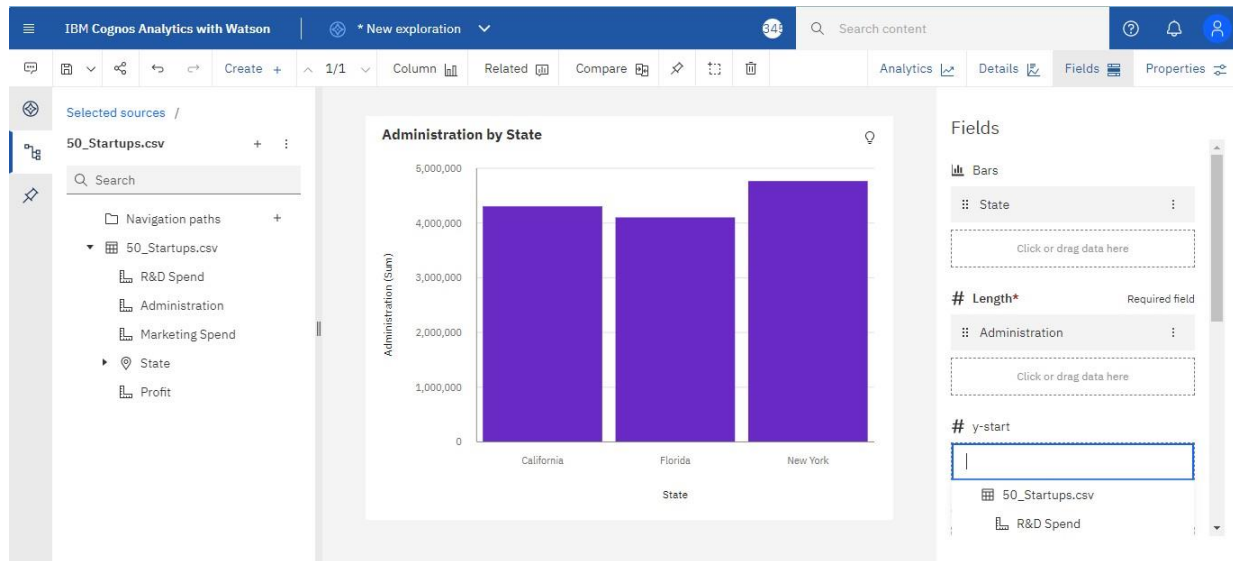 IBM Cognos Analytics with Watson
* New exploration
345
Search content
Create +
1/1
Column
Related
Compare
Analytics
Details
Fields
Properties
Selected sources /
50_Startups.csv
Search
Navigation paths
50_Startups.csv
R&D Spend
Administration
Marketing Spend
State
Profit
Administration by State
5,000,000
4,000,000
3,000,000
2,000,000
1,000,000
0
Administration (Sum)
California
Florida
New York
State
Fields
Bars
State
Click or drag data here
# Length*
Required field
Administration
Click or drag data here
# y-start
50_Startups.csv
R&D Spend